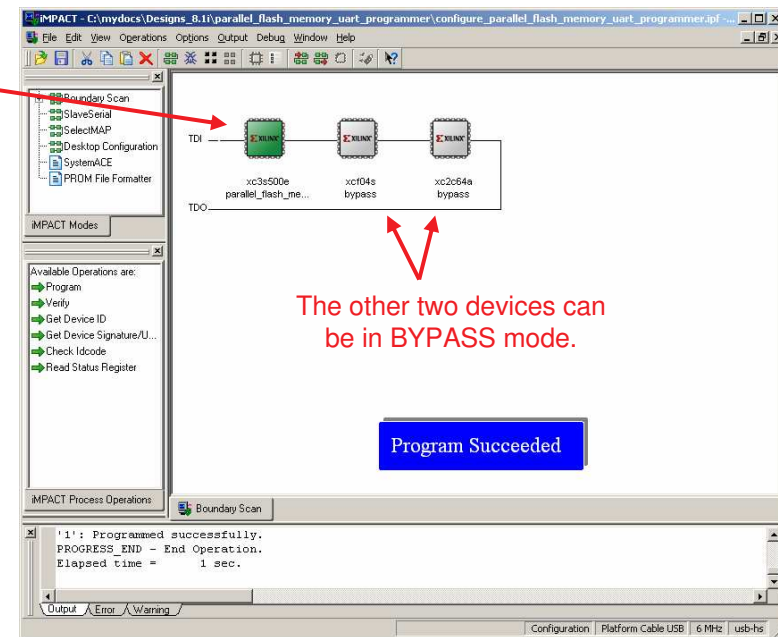 iMPACT - C:\mydocs\Designs_8.1i\parallel_flash_memory_uart_programmer\configure_parallel_flash_memory_uart_programmer.ipf - ...
File Edit View Operations Options Output Debug Window Help
Boundary Scan
SlaveSerial
SelectMAP
Desktop Configuration
SystemACE
PROM File Formatter
iMPACT Modes
Available Operations are:
Program
Verify
Get Device ID
Get Device Signature/U...
Check Idcode
Read Status Register
iMPACT Process Operations
TDI
XILINX XILINX XILINX
xc3s500e xcf04s xc2c64a
parallel_flash_me... bypass bypass
TDO
The other two devices can
be in BYPASS mode.
Program Succeeded
Boundary Scan
'1': Programmed successfully.
PROGRESS_END - End Operation.
Elapsed time = 1 sec.
Output Error Warning
Configuration Platform Cable USB 6 MHz usb-hs